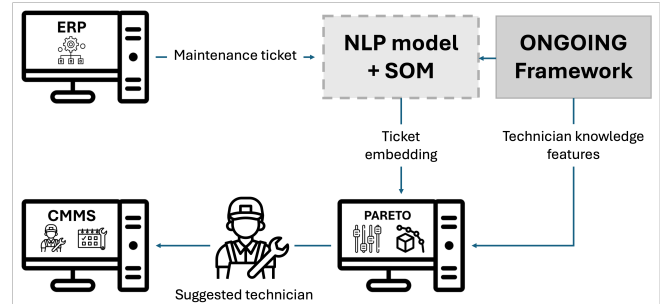 ERP
Maintenance ticket
NLP model
+ SOM
ONGOING
Framework
Ticket
embedding
Technician knowledge
features
CMMS
PARETO
Suggested technician